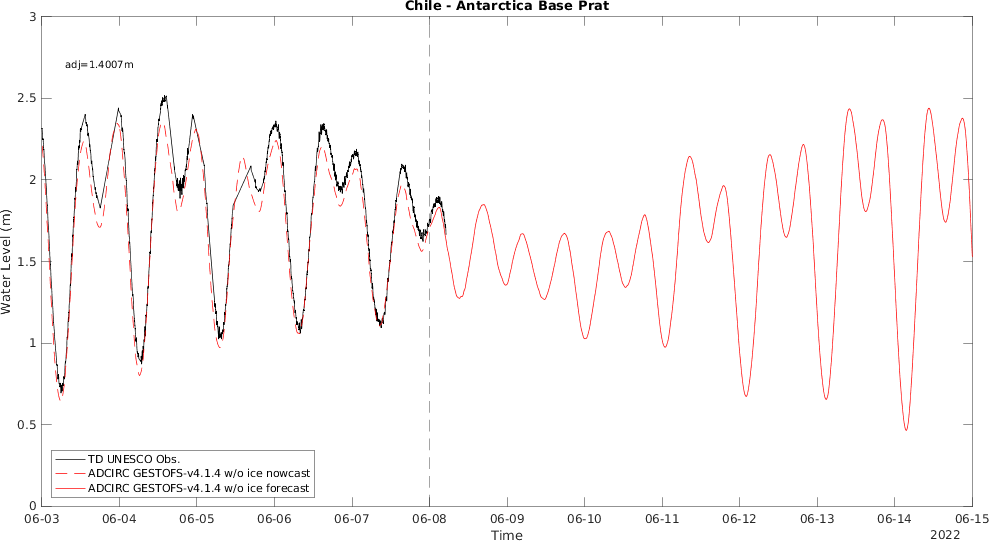 Chile - Antarctica Base Prat
3
adj=1.4007m
2.5
2
1.5
1
0.5
0
Water Level (m)
TD UNESCO Obs.
ADCIRC GESTOFS-v4.1.4 w/o ice nowcast
ADCIRC GESTOFS-v4.1.4 w/o ice forecast
06-03 06-04 06-05 06-06 06-07 06-08 06-09 06-10 06-11 06-12 06-13 06-14 06-15
Time
2022